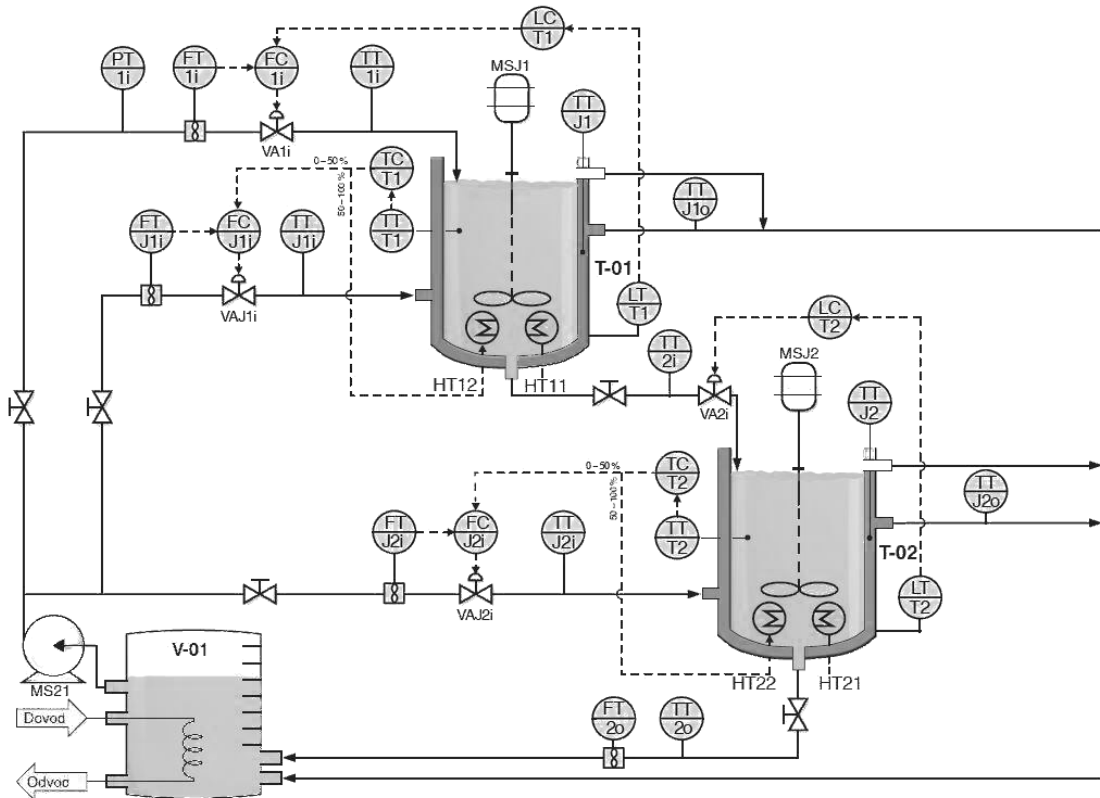 LC
T1
PT
1i
FT
1i
FC
1i
TT
1i
MSJ1
TT
J1
VA1i
0–50%
50–100%
TC
T1
TT
J1o
FT
J1i
FC
J1i
TT
J1i
TT
T1
T-01
VAJ1i
LT
T1
LC
T2
TT
2i
MSJ2
HT12
HT11
VA2i
TT
J2
0–50%
50–100%
TC
T2
TT
J2o
FT
J2i
FC
J2i
TT
J2i
TT
T2
T-02
VAJ2i
LT
T2
V-01
MS21
HT22
HT21
Dovod
FT
2o
TT
2o
Odvod